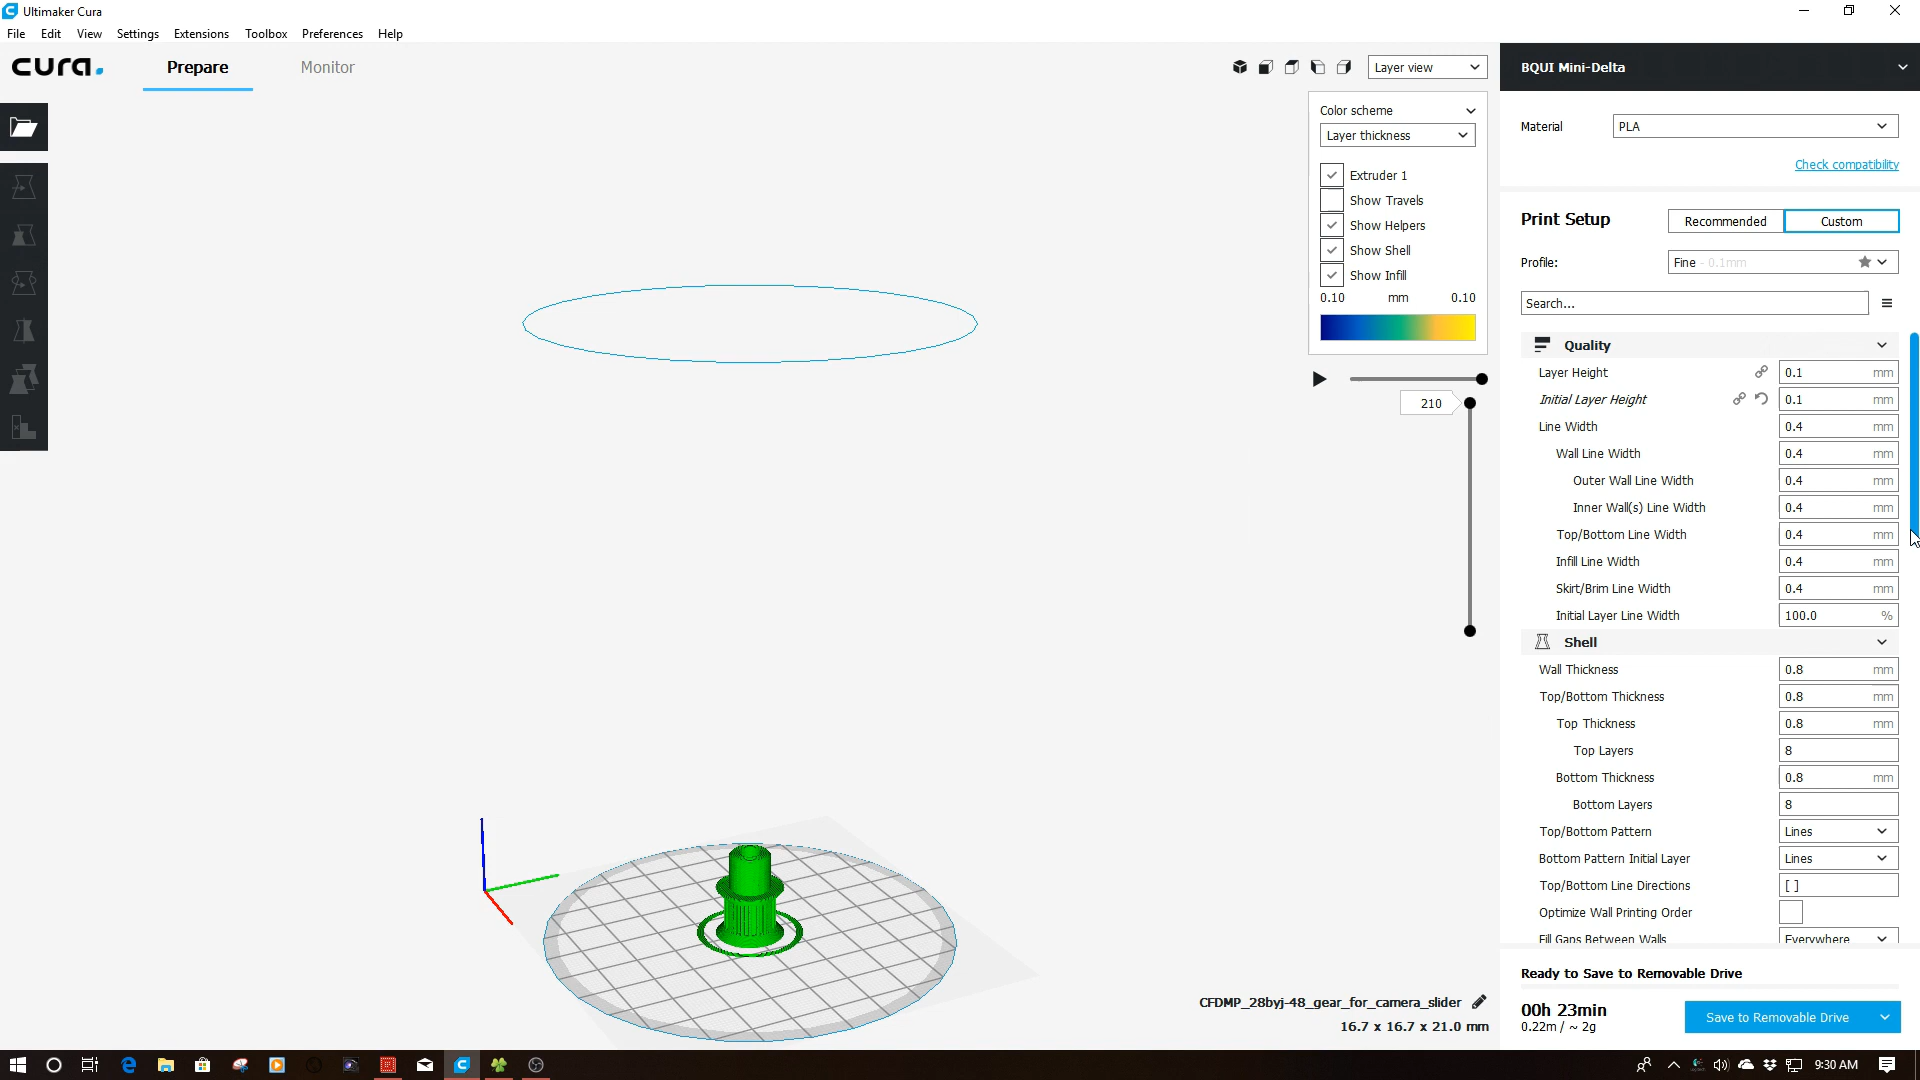 Ultimaker Cura
File Edit View Settings Extensions Toolbox Preferences Help
cura. Prepare Monitor
Layer view
Color scheme
Layer thickness
Extruder 1
Show Travels
Show Helpers
Show Shell
Show Infill
0.10 mm 0.10
210
CFDMP_28byj-48_gear_for_camera_slider
16.7 x 16.7 x 21.0 mm
BQUI Mini-Delta
Material PLA
Check compatibility
Print Setup Recommended Custom
Profile: Fine - 0.1mm
Search...
Quality
Layer Height 0.1 mm
Initial Layer Height 0.1 mm
Line Width 0.4 mm
Wall Line Width 0.4 mm
Outer Wall Line Width 0.4 mm
Inner Wall(s) Line Width 0.4 mm
Top/Bottom Line Width 0.4 mm
Infill Line Width 0.4 mm
Skirt/Brim Line Width 0.4 mm
Initial Layer Line Width 100.0 %
Shell
Wall Thickness 0.8 mm
Top/Bottom Thickness 0.8 mm
Top Thickness 0.8 mm
Top Layers 8
Bottom Thickness 0.8 mm
Bottom Layers 8
Top/Bottom Pattern Lines
Bottom Pattern Initial Layer Lines
Top/Bottom Line Directions [ ]
Optimize Wall Printing Order
Fill Gaps Between Walls Everywhere
Ready to Save to Removable Drive
00h 23min
0.22m / ~ 2g
Save to Removable Drive
9:30 AM